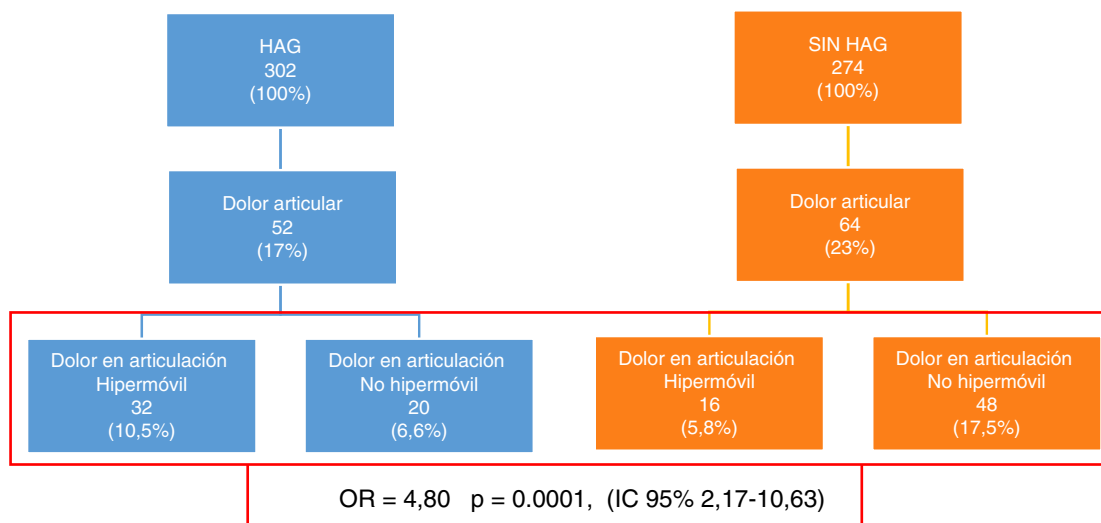 HAG
302
(100%)
SIN HAG
274
(100%)
Dolor articular
52
(17%)
Dolor articular
64
(23%)
Dolor en articulación
Hipermóvil
32
(10,5%)
Dolor en articulación
No hipermóvil
20
(6,6%)
Dolor en articulación
Hipermóvil
16
(5,8%)
Dolor en articulación
No hipermóvil
48
(17,5%)
OR = 4,80 p = 0.0001, (IC 95% 2,17-10,63)